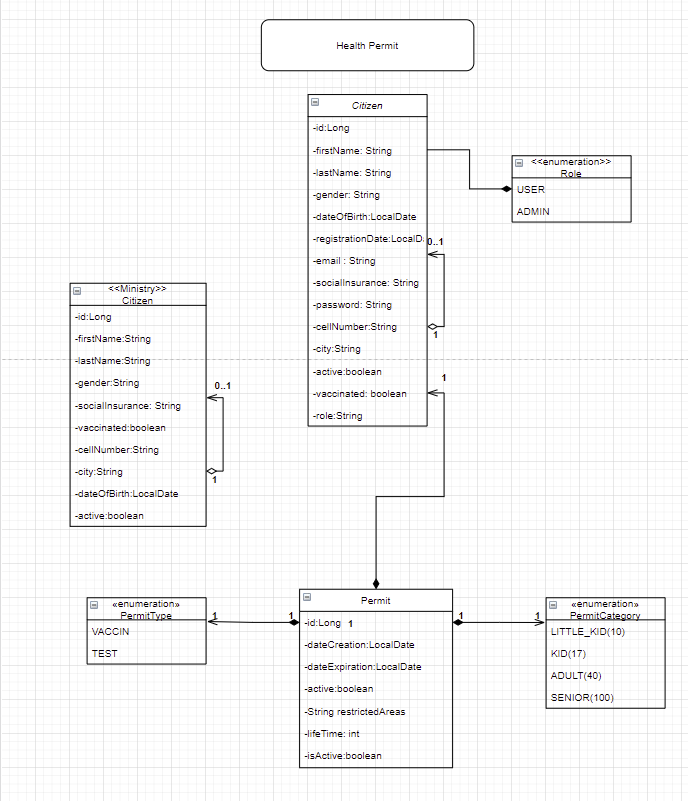 Health Permit
Citizen
-id:Long
-firstName: String
-lastName: String
-gender: String
-dateOfBirth:LocalDate
-registrationDate:LocalD
-email : String
-socialInsurance: String
-password: String
-cellNumber:String
-city:String
-active:boolean
-vaccinated: boolean
-role:String
0..1
1
1
<<enumeration>>
Role
USER
ADMIN
<<Ministry>>
Citizen
-id:Long
-firstName:String
-lastName:String
-gender:String
-socialInsurance: String
-vaccinated:boolean
-cellNumber:String
-city:String
-dateOfBirth:LocalDate
-active:boolean
0..1
1
«enumeration»
PermitType
VACCIN
TEST
1
1
Permit
-id:Long 1
-dateCreation:LocalDate
-dateExpiration:LocalDate
-active:boolean
-String restrictedAreas
-lifeTime: int
-isActive:boolean
1
1
«enumeration»
PermitCategory
LITTLE_KID(10)
KID(17)
ADULT(40)
SENIOR(100)